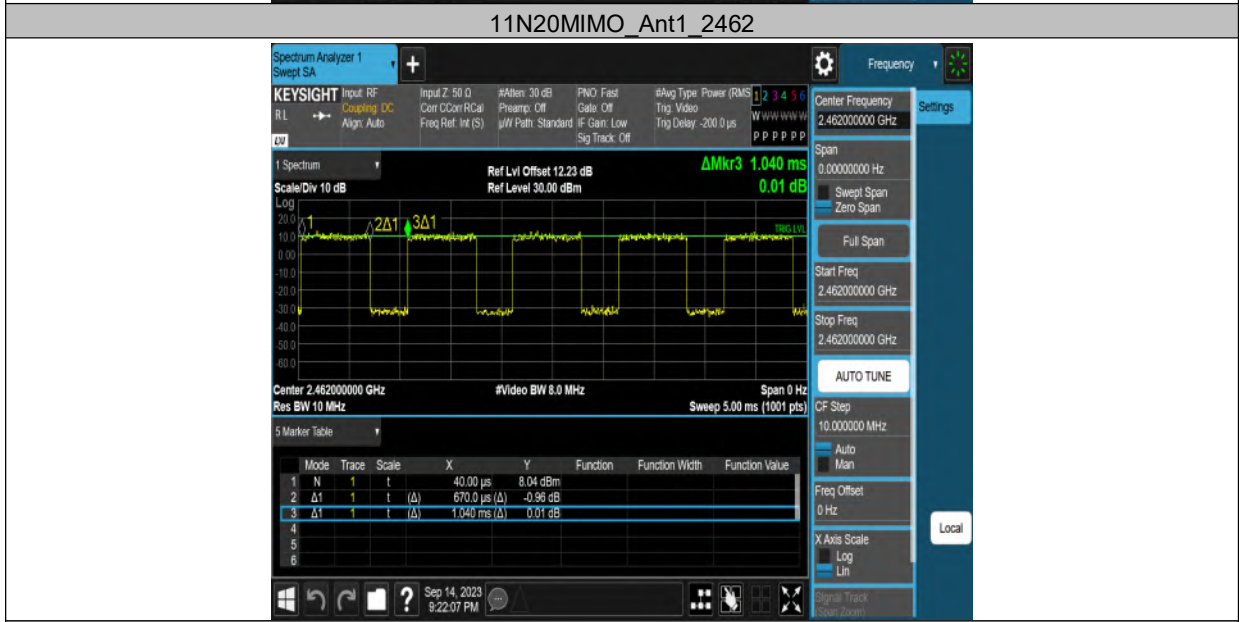 11N20MIMO_Ant1_2462
Spectrum Analyzer 1
Swept SA
+
Frequency
KEYSIGHT
Input: RF
Coupling: DC
Align: Auto
Input Z: 50 Ω
Corr CCorr RCal
Freq Ref: Int (S)
#Atten: 30 dB
Preamp: Off
µW Path: Standard
PNO: Fast
Gate: Off
IF Gain: Low
Sig Track: Off
#Avg Type: Power (RMS
Trig: Video
Trig Delay: -200.0 µs
1 2 3 4 5 6
W W W W W W
P P P P P P
R L
LXI
Center Frequency
2.462000000 GHz
Settings
Span
0.00000000 Hz
Swept Span
Zero Span
Full Span
Start Freq
2.462000000 GHz
Stop Freq
2.462000000 GHz
AUTO TUNE
CF Step
10.000000 MHz
Auto
Man
Freq Offset
0 Hz
X Axis Scale
Log
Lin
Signal Track
(Span Zoom)
Local
1 Spectrum
Scale/Div 10 dB
Ref Lvl Offset 12.23 dB
Ref Level 30.00 dBm
ΔMkr3 1.040 ms
0.01 dB
Log
20.0
10.0
0.00
-10.0
-20.0
-30.0
-40.0
-50.0
-60.0
1
2Δ1
3Δ1
TRIG LVL
Center 2.462000000 GHz
Res BW 10 MHz
#Video BW 8.0 MHz
Span 0 Hz
Sweep 5.00 ms (1001 pts)
5 Marker Table
Mode Trace Scale X Y Function Function Width Function Value
1 N 1 t 40.00 µs 8.04 dBm
2 Δ1 1 t (Δ) 670.0 µs (Δ) -0.96 dB
3 Δ1 1 t (Δ) 1.040 ms (Δ) 0.01 dB
4
5
6
?
Sep 14, 2023
9:22:07 PM